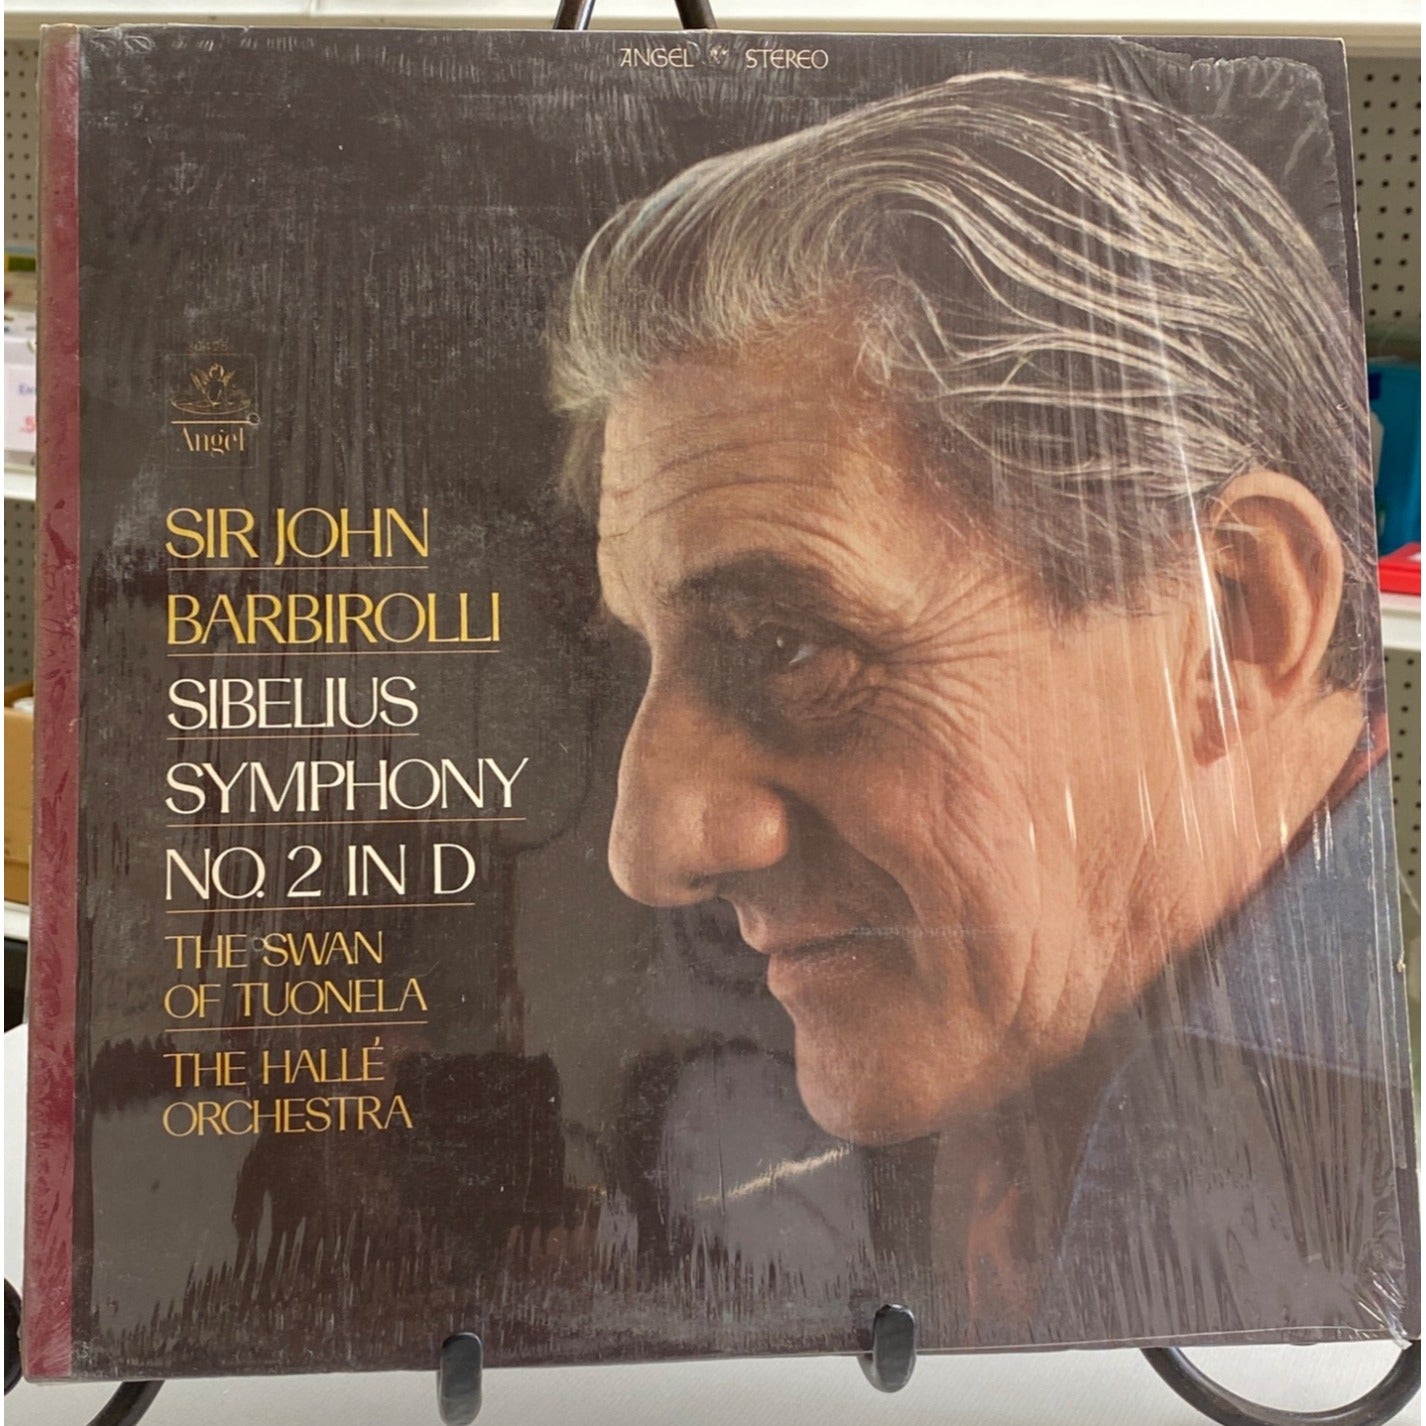 ANGEL STEREO
Angel
SIR JOHN
BARBIROLLI
SIBELIUS
SYMPHONY
NO. 2 IN D
THE SWAN
OF TUONELA
THE HALLÉ
ORCHESTRA